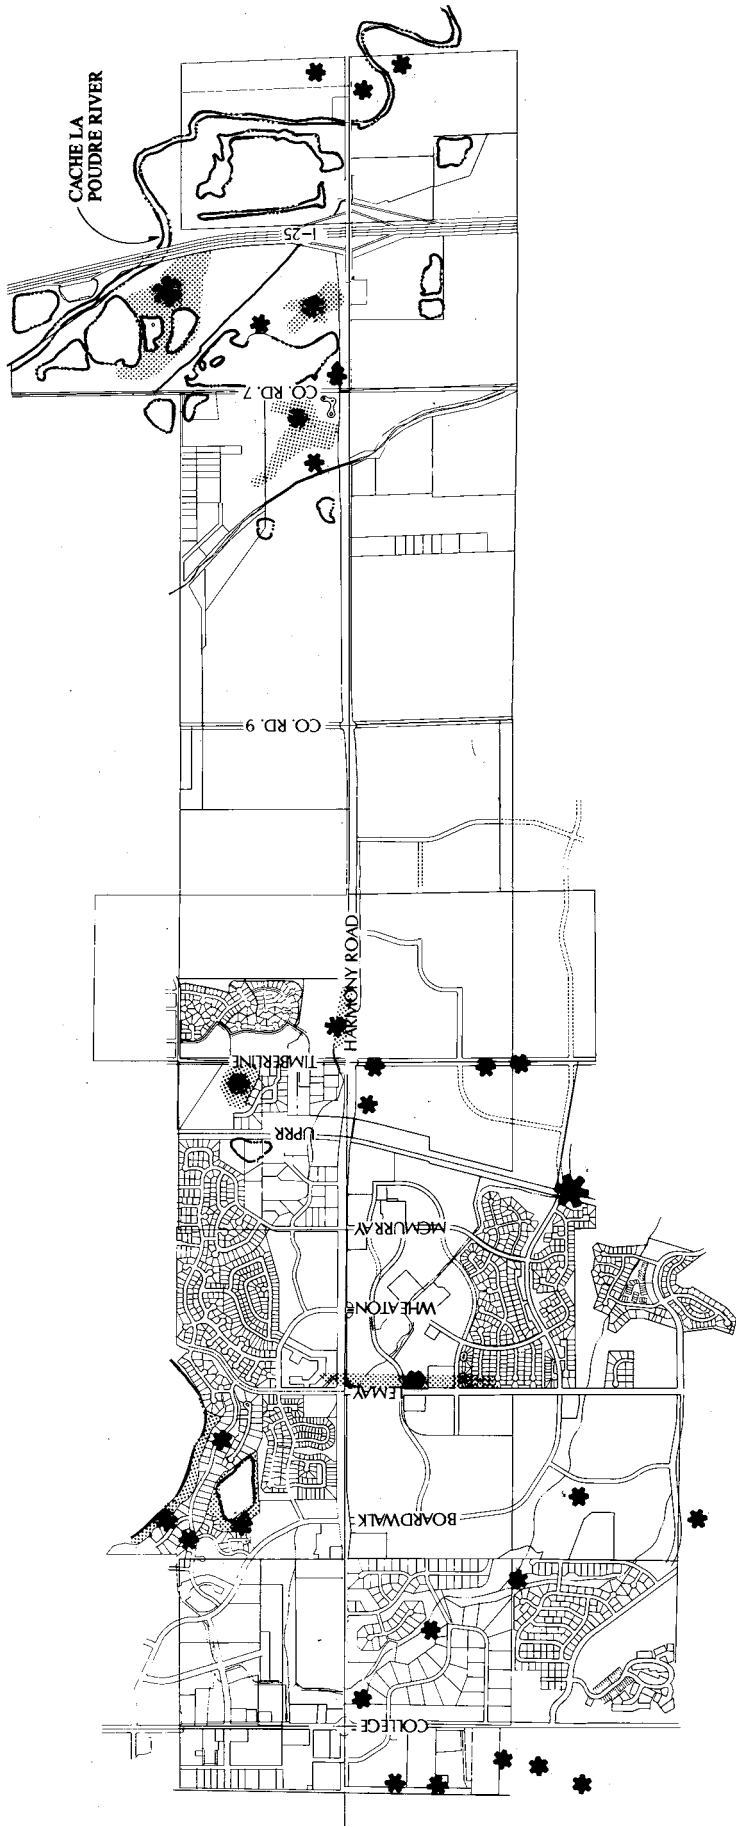 CACHE LA
POUDRE RIVER
I-25
CO. RD. 7
CO. RD. 9
HARMONY ROAD
TIMBERLINE
UPRR
MCMURRAY
WHEATON
LEMAY
BOARDWALK
COLLEGE